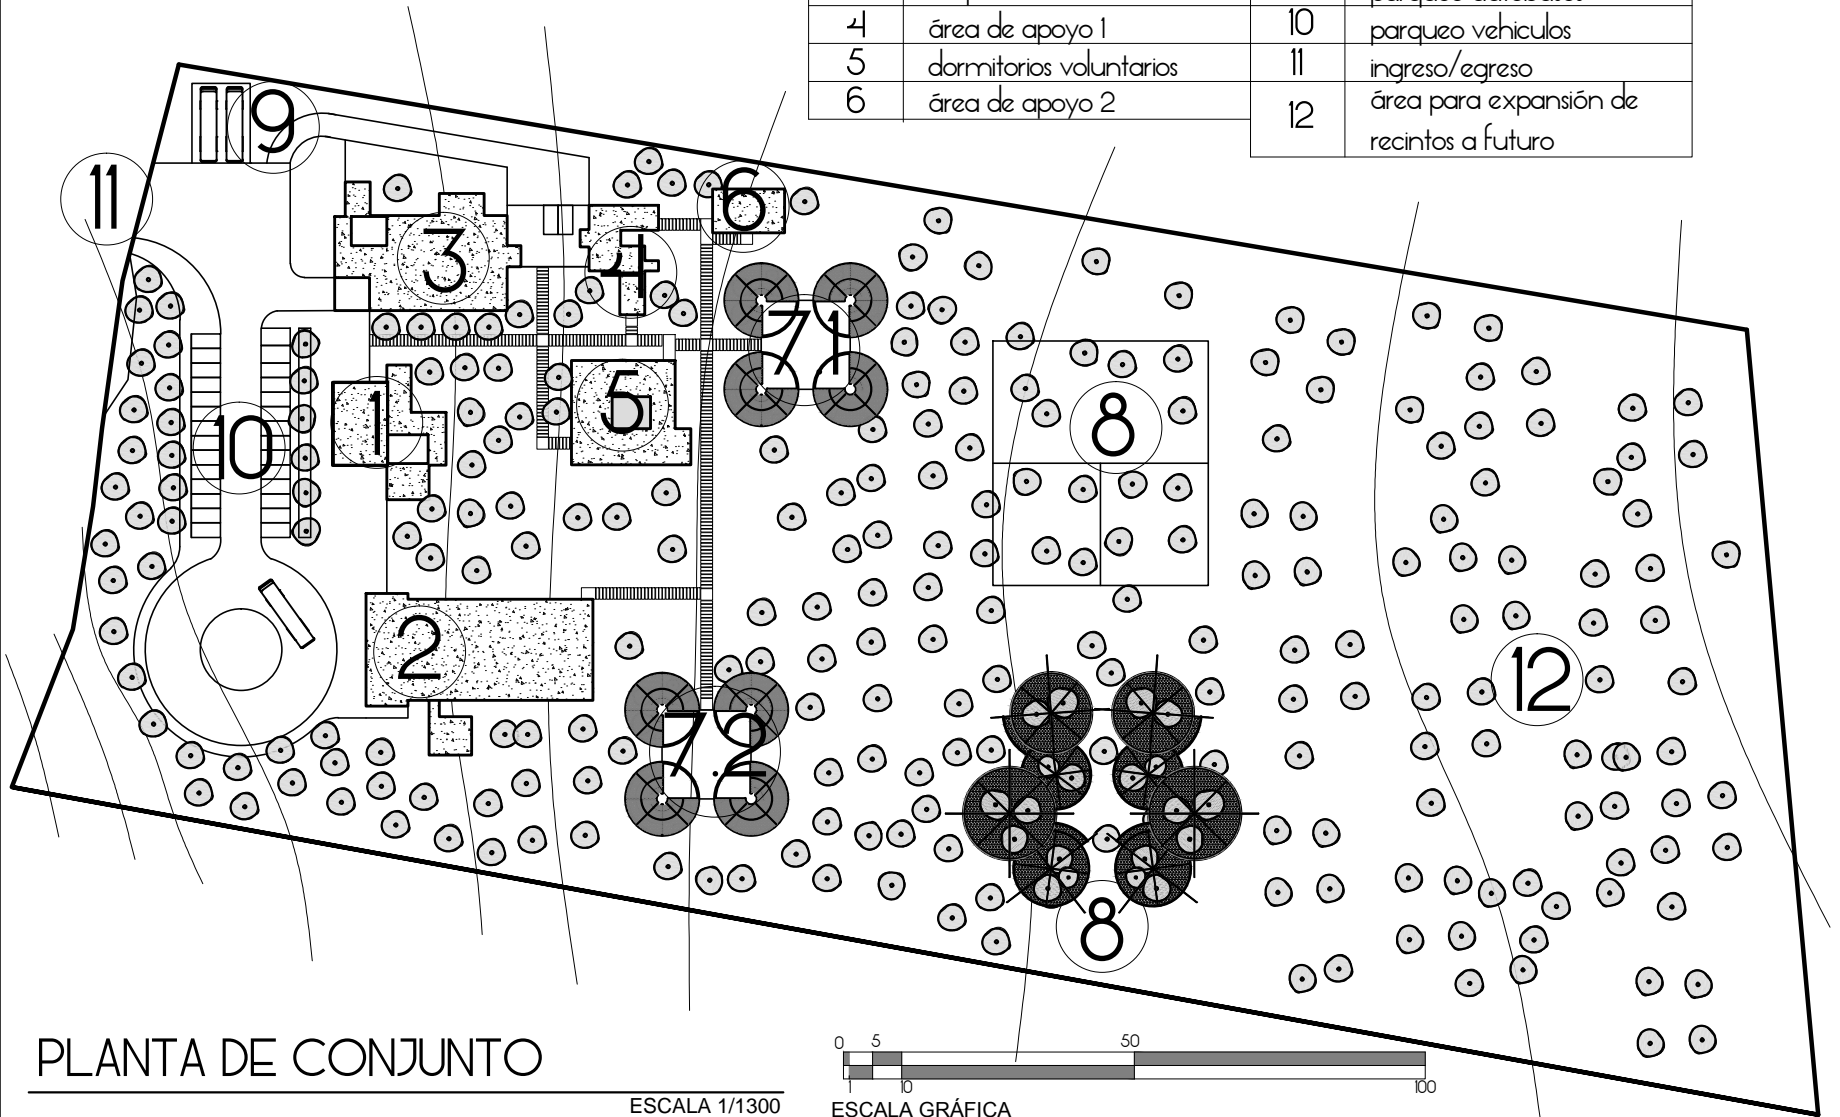 4 área de apoyo 1 10 parqueo vehiculos
5 dormitorios voluntarios 11 ingreso/egreso
6 área de apoyo 2 12 área para expansión de
recintos a futuro
9
11
6
3
4
7.1
5
1
10
8
2
12
7.2
8
PLANTA DE CONJUNTO
ESCALA 1/1300
0 5 50
1 10 100
ESCALA GRÁFICA